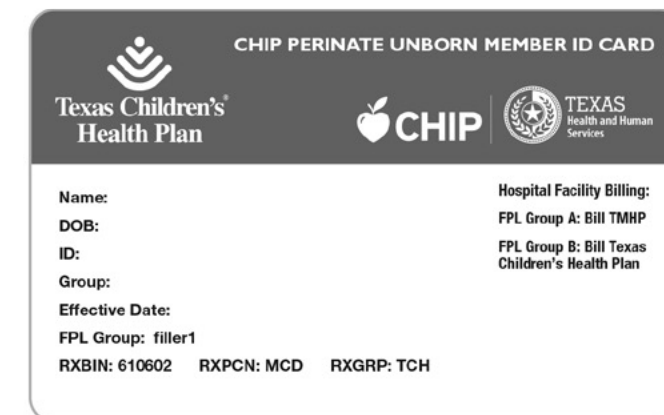 CHIP PERINATE UNBORN MEMBER ID CARD
Texas Children's®
Health Plan
CHIP
TEXAS
Health and Human
Services
Name:
DOB:
ID:
Group:
Effective Date:
FPL Group: filler1
RXBIN: 610602 RXPCN: MCD RXGRP: TCH
Hospital Facility Billing:
FPL Group A: Bill TMHP
FPL Group B: Bill Texas
Children's Health Plan